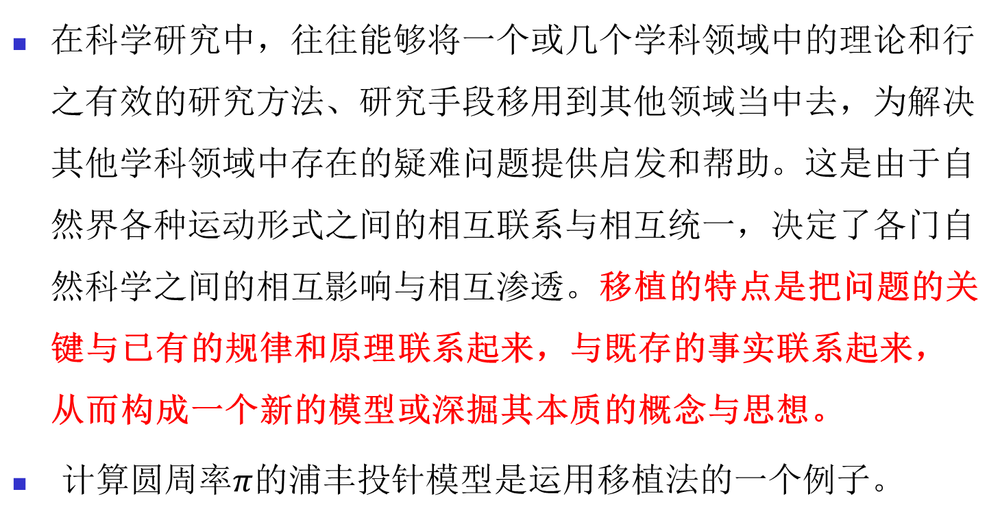 ■ 在科学研究中，往往能够将一个或几个学科领域中的理论和行
之有效的研究方法、研究手段移用到其他领域当中去，为解决
其他学科领域中存在的疑难问题提供启发和帮助。这是由于自
然界各种运动形式之间的相互联系与相互统一，决定了各门自
然科学之间的相互影响与相互渗透。移植的特点是把问题的关
键与已有的规律和原理联系起来，与既存的事实联系起来，
从而构成一个新的模型或深掘其本质的概念与思想。
■ 计算圆周率π的浦丰投针模型是运用移植法的一个例子。